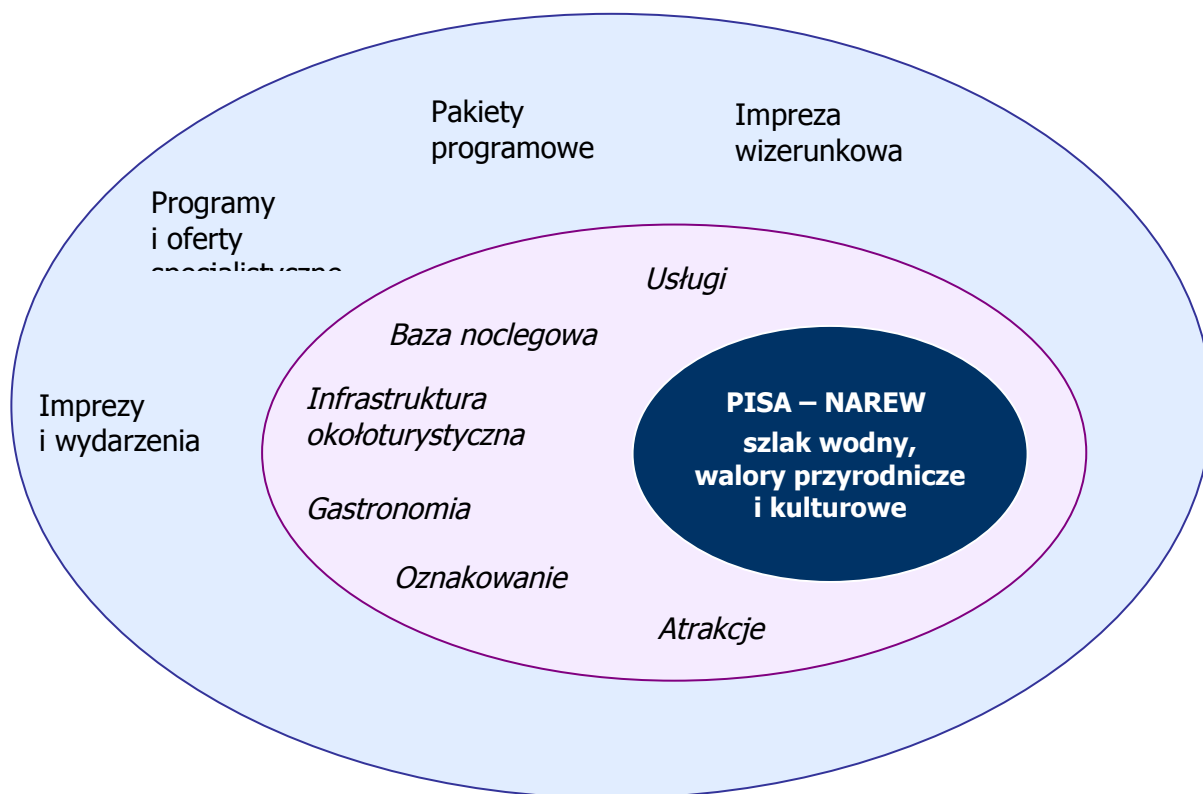 Pakiety
programowe
Impreza
wizerunkowa
Programy
i oferty
specjalistyczne
Usługi
Baza noclegowa
Imprezy
i wydarzenia
Infrastruktura
okołoturystyczna
Gastronomia
Oznakowanie
Atrakcje
PISA – NAREW
szlak wodny,
walory przyrodnicze
i kulturowe